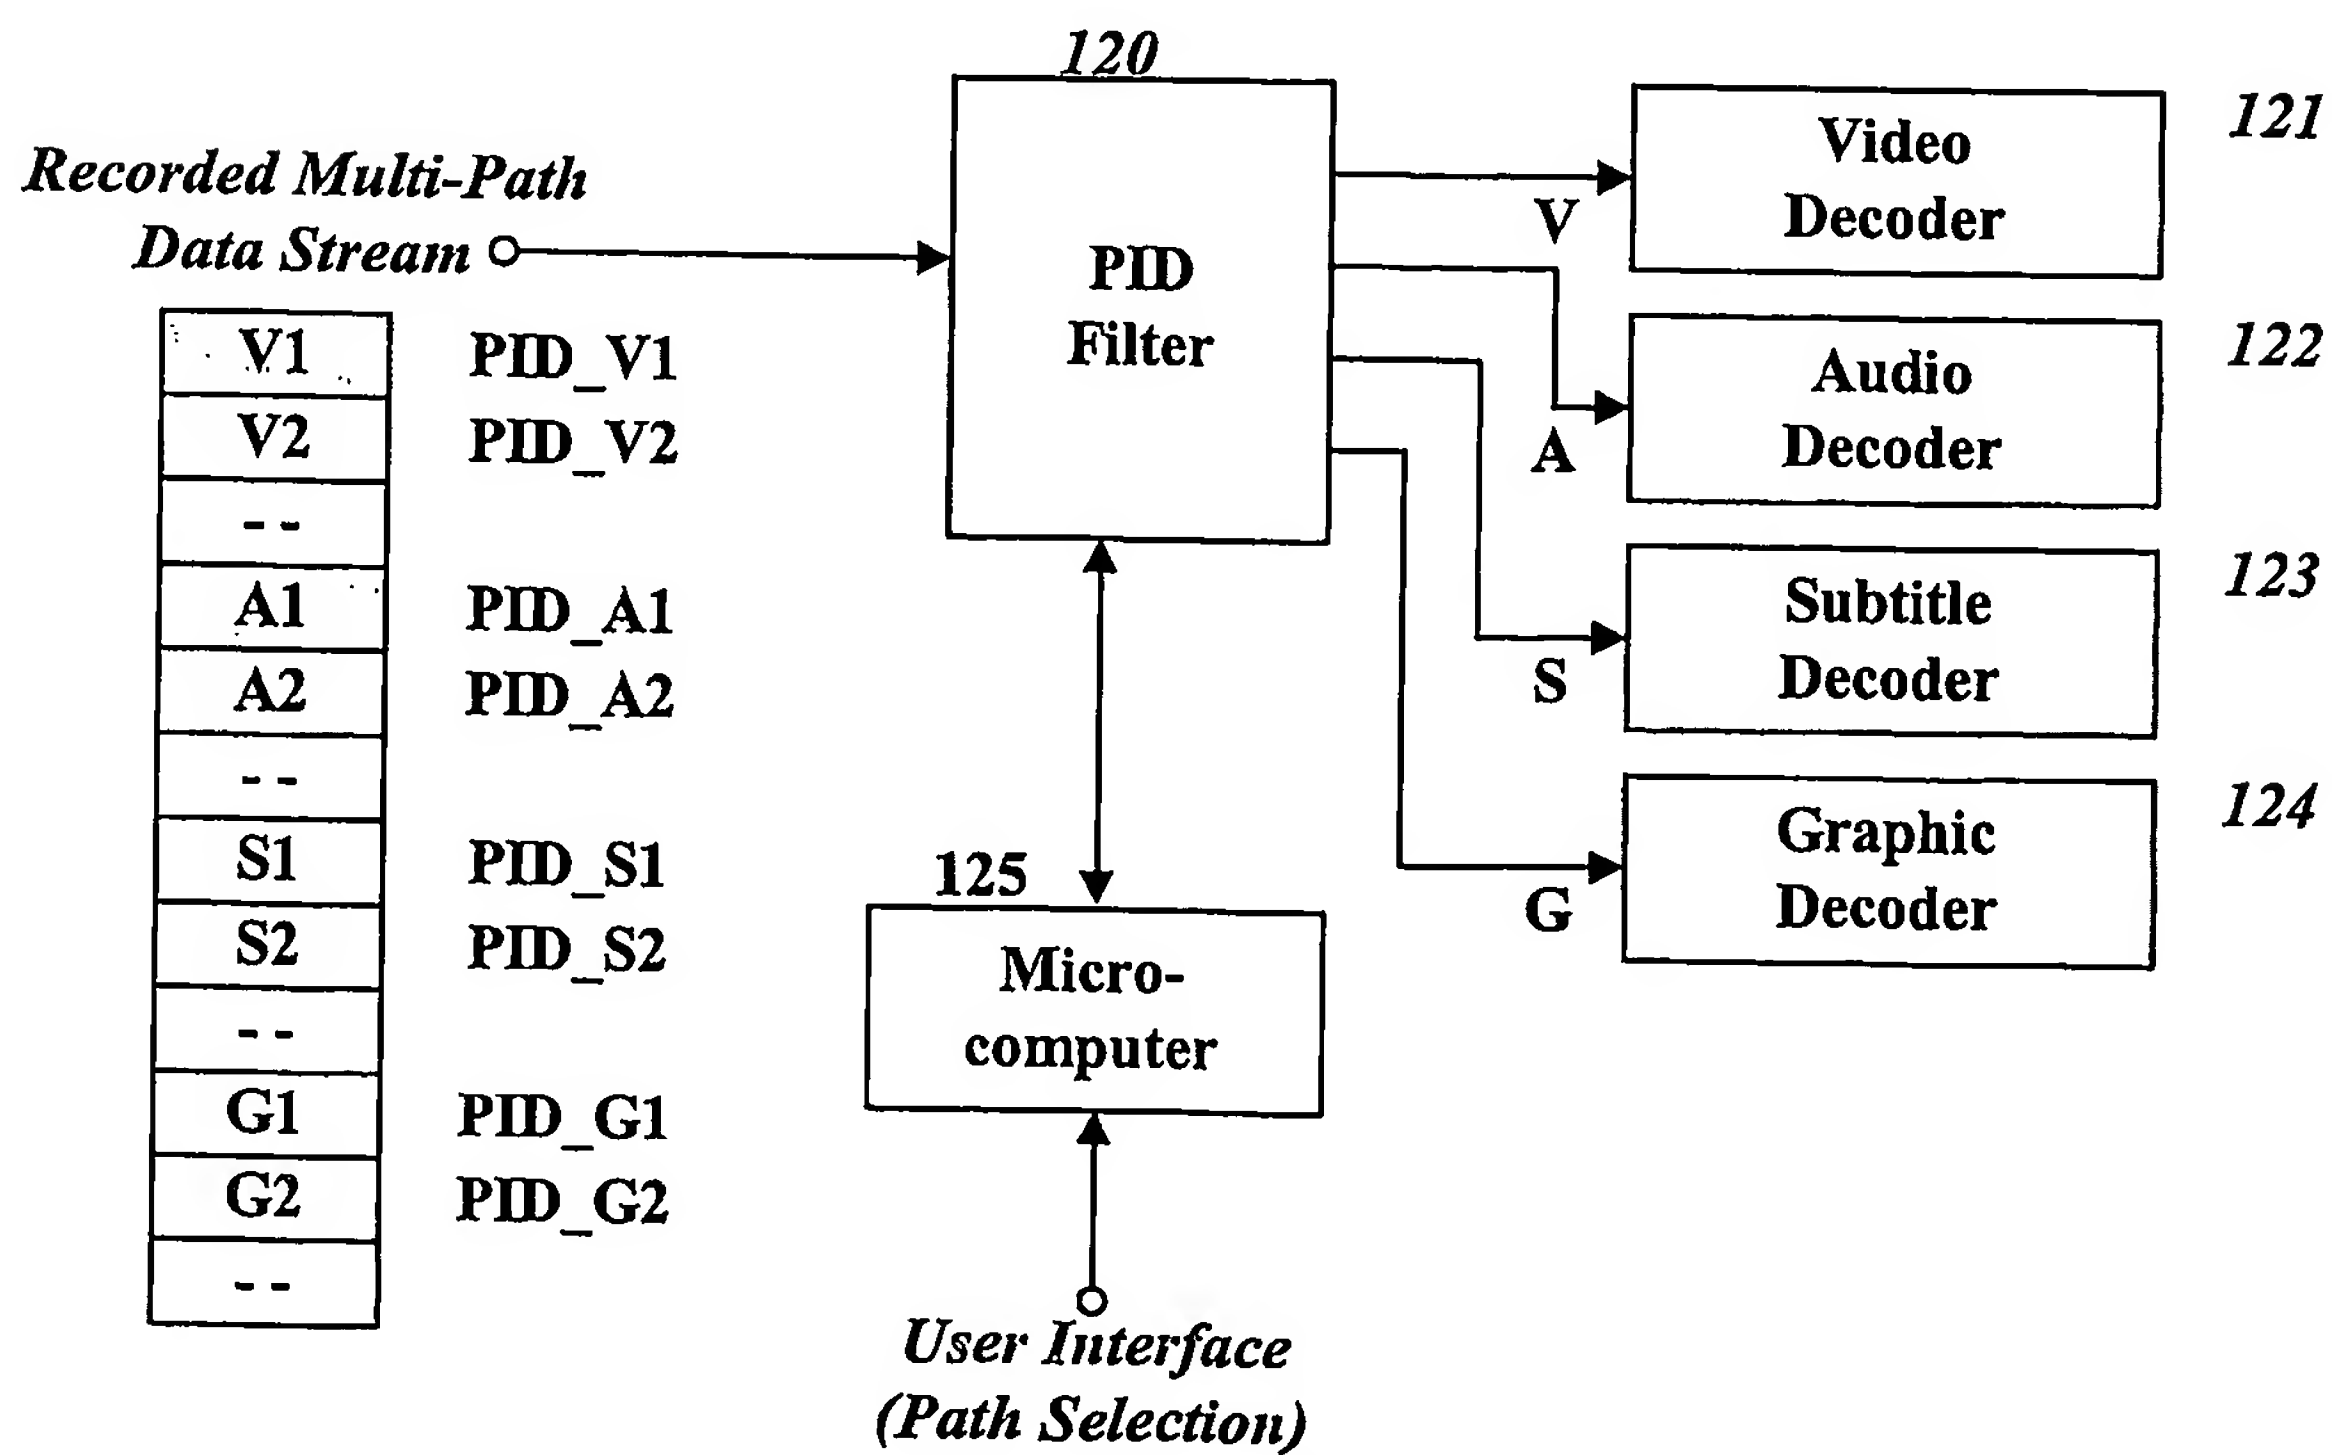 120
Recorded Multi-Path
Data Stream
PID
Filter
V
A
S
G
Video
Decoder
121
Audio
Decoder
122
Subtitle
Decoder
123
Graphic
Decoder
124
V1 PID_V1
V2 PID_V2
--
A1 PID_A1
A2 PID_A2
--
S1 PID_S1
S2 PID_S2
--
G1 PID_G1
G2 PID_G2
--
125
Micro-
computer
User Interface
(Path Selection)